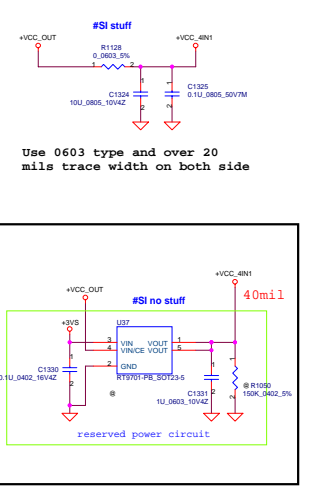 #SI stuff
+VCC_OUT
+VCC_4IN1
R1128
0_0603_5%
1
2
1
1
C1324
10U_0805_10V4Z
2
C1325
0.1U_0805_50V7M
2
Use 0603 type and over 20
mils trace width on both side
+VCC_4IN1
+VCC_OUT
40mil
#SI no stuff
+3VS
U37
3
VIN
VOUT
1
4
VIN/CE
VOUT
5
2
GND
RT9701-PB_SOT23-5
1
C1330
0.1U_0402_16V4Z
2
@
1
C1331
1U_0603_10V4Z
2
1
@ R1050
150K_0402_5%
2
reserved power circuit